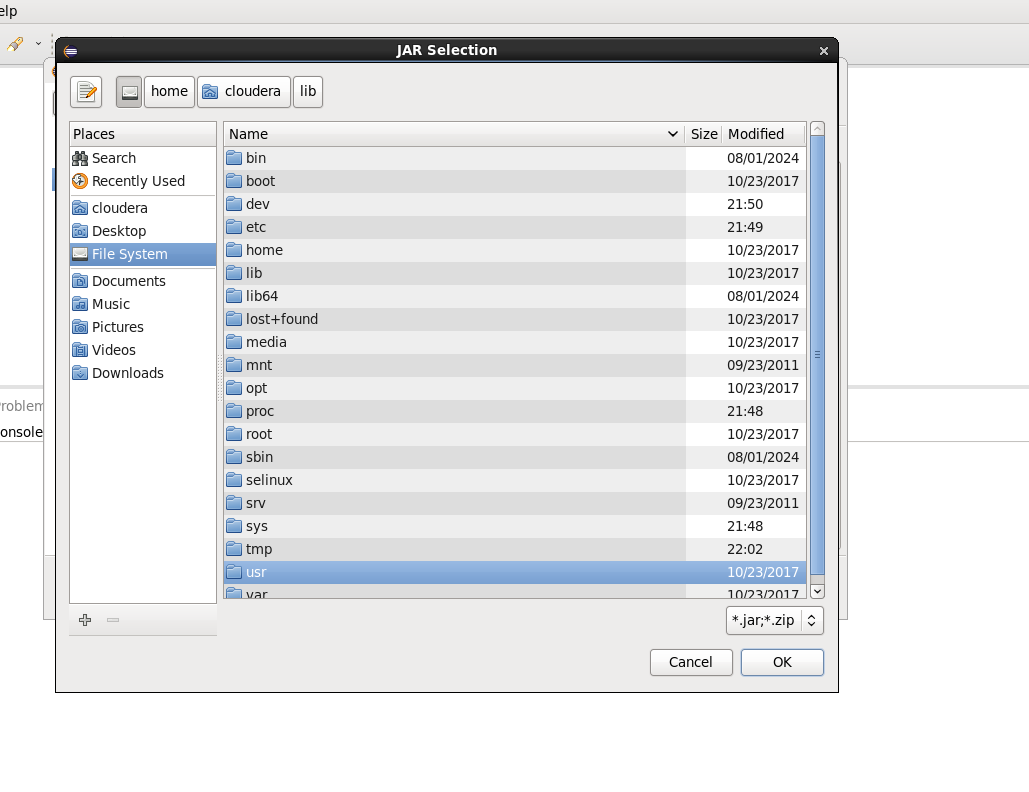 elp
JAR Selection
home cloudera lib
Places
Search
Recently Used
cloudera
Desktop
File System
Documents
Music
Pictures
Videos
Downloads
Name Size Modified
bin 08/01/2024
boot 10/23/2017
dev 21:50
etc 21:49
home 10/23/2017
lib 10/23/2017
lib64 08/01/2024
lost+found 10/23/2017
media 10/23/2017
mnt 09/23/2011
opt 10/23/2017
proc 21:48
root 10/23/2017
sbin 08/01/2024
selinux 10/23/2017
srv 09/23/2011
sys 21:48
tmp 22:02
usr 10/23/2017
var 10/23/2017
*.jar;*.zip
Cancel OK
roblem
onsole